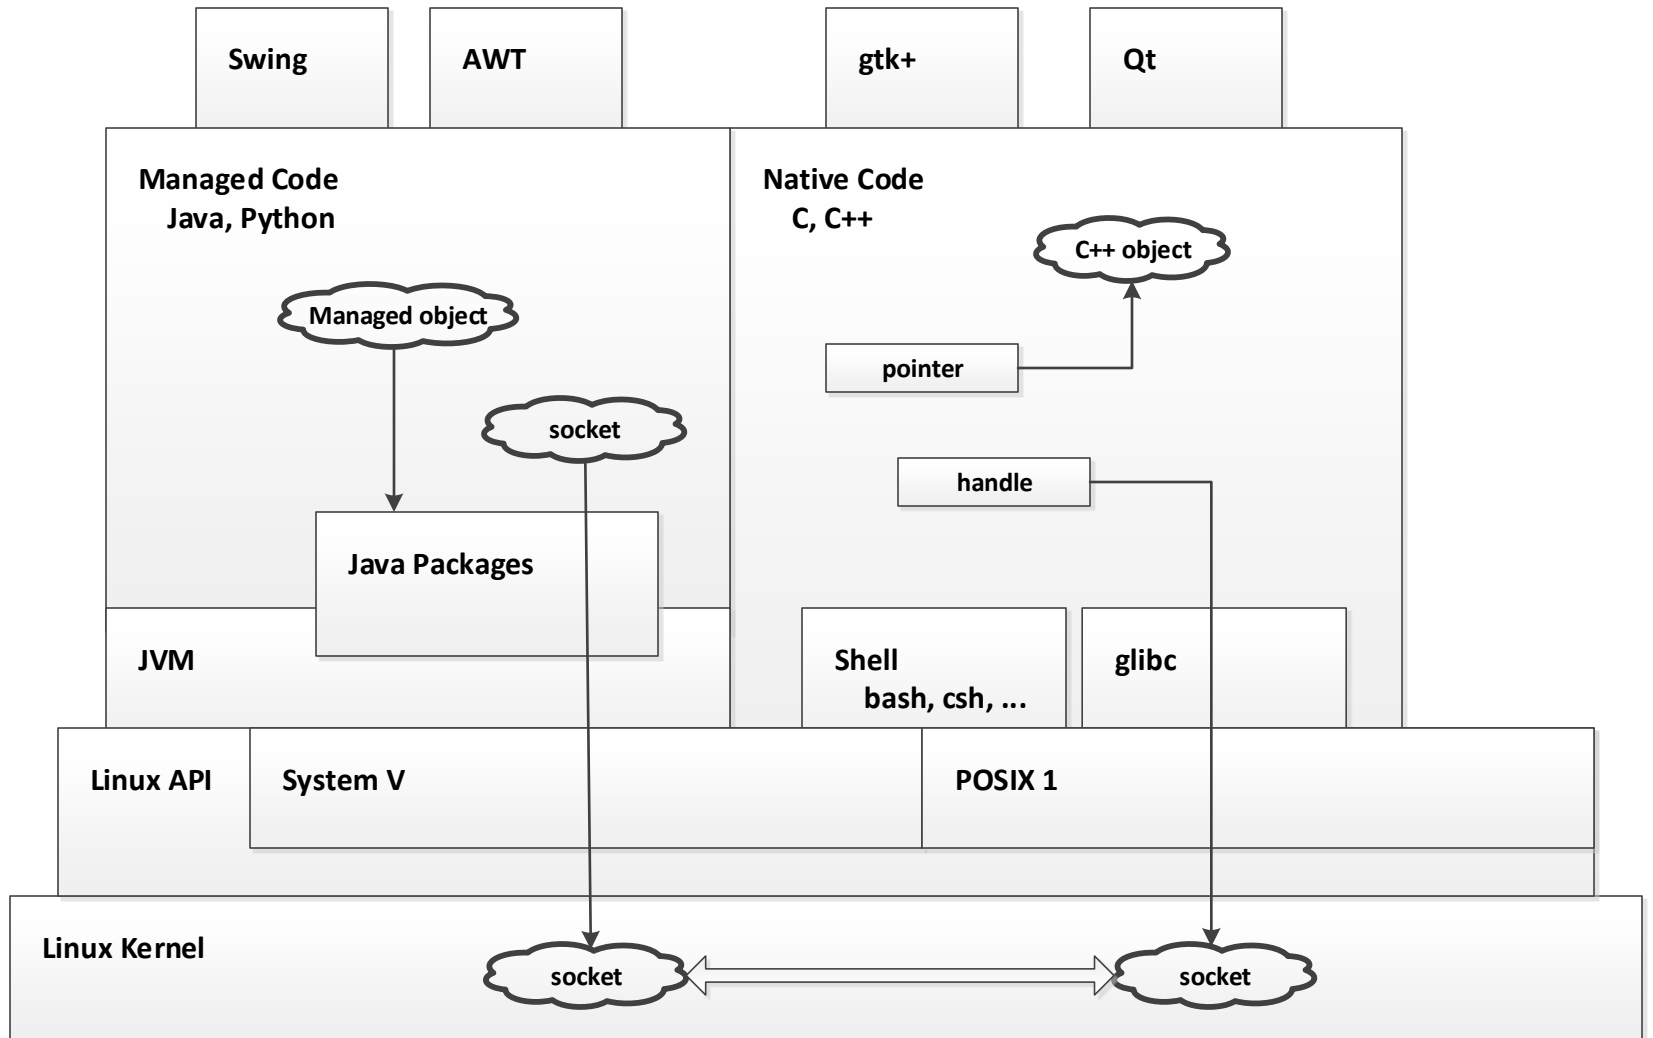 Swing
AWT
gtk+
Qt
Managed Code
Java, Python
Native Code
C, C++
C++ object
Managed object
pointer
socket
handle
Java Packages
JVM
Shell
bash, csh, ...
glibc
Linux API
System V
POSIX 1
Linux Kernel
socket
socket